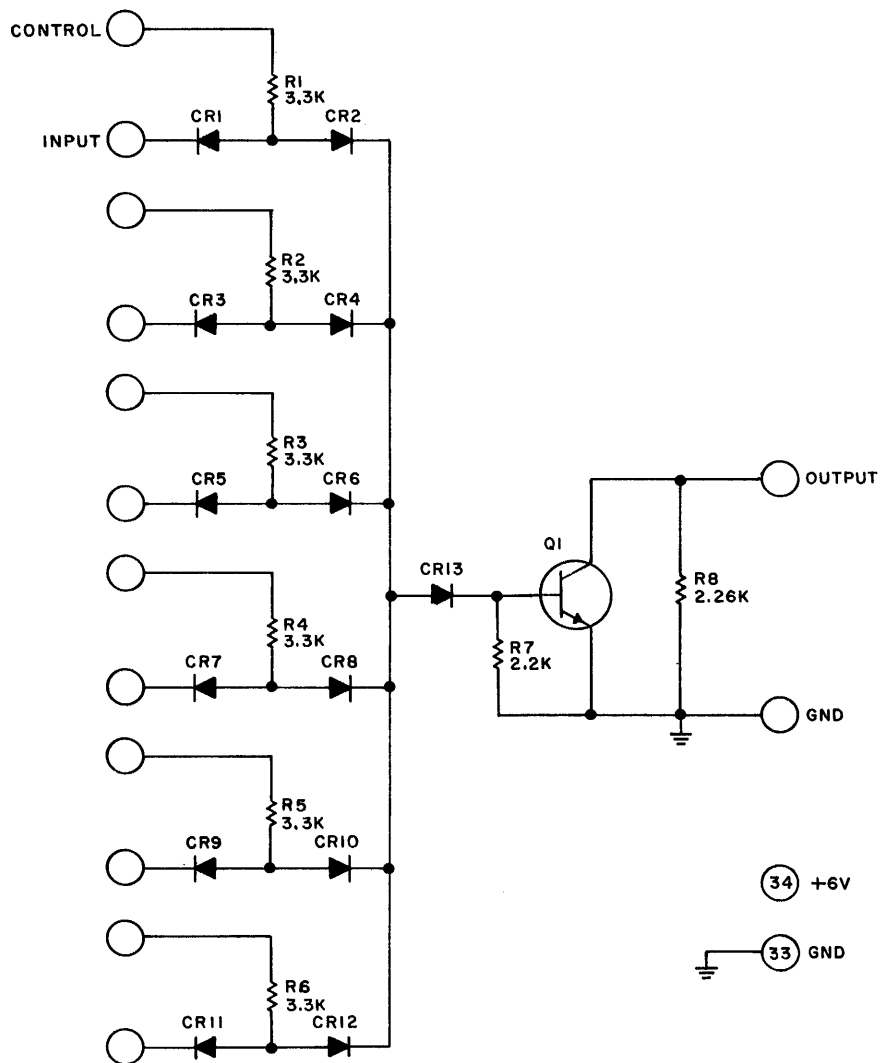 CONTROL
R1
3.3K
CR1
CR2
INPUT
R2
3.3K
CR3
CR4
R3
3.3K
CR5
CR6
OUTPUT
Q1
CR13
R8
2.26K
R4
3.3K
R7
2.2K
CR7
CR8
GND
R5
3.3K
CR9
CR10
34 +6V
33 GND
R6
3.3K
CR11
CR12